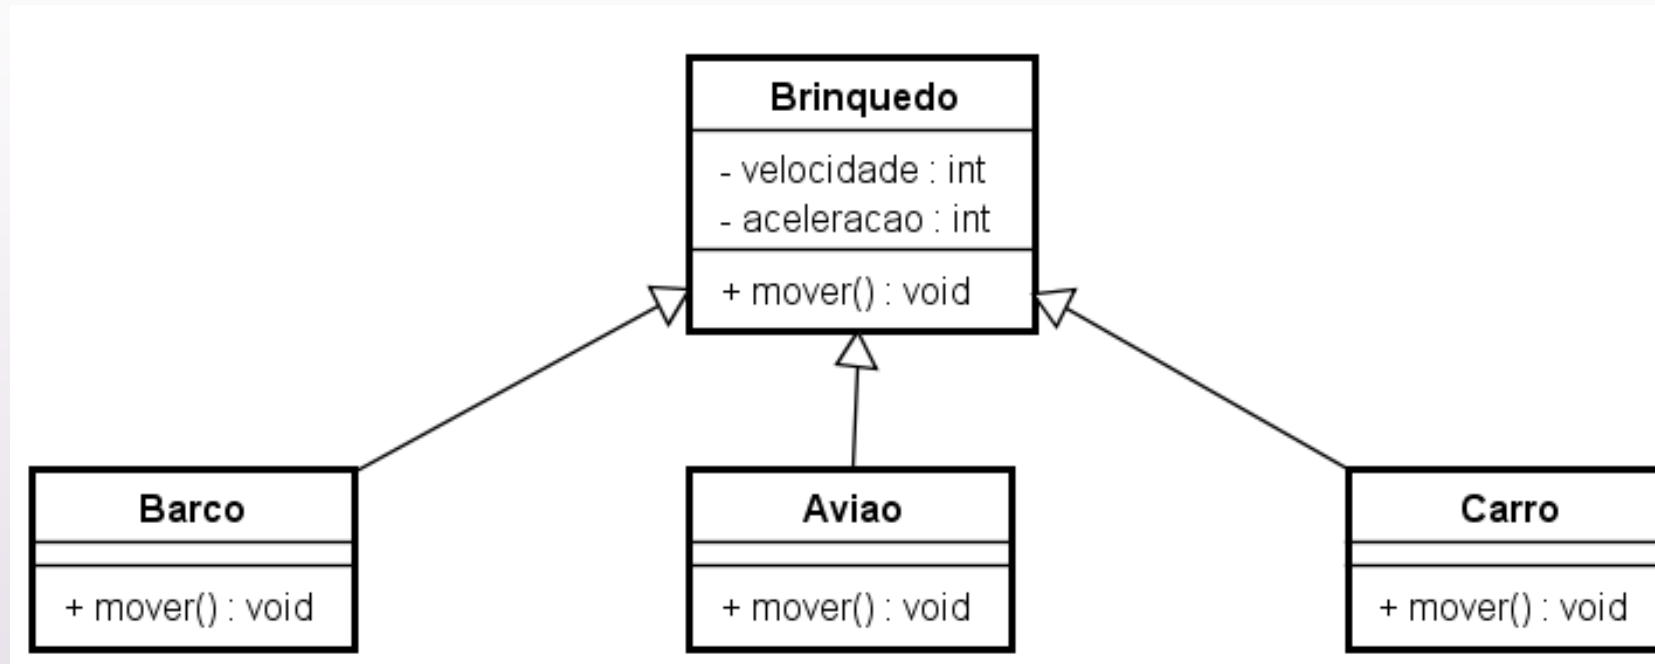 Brinquedo
- velocidade : int
- aceleracao : int
+ mover() : void
Barco
+ mover() : void
Aviao
+ mover() : void
Carro
+ mover() : void